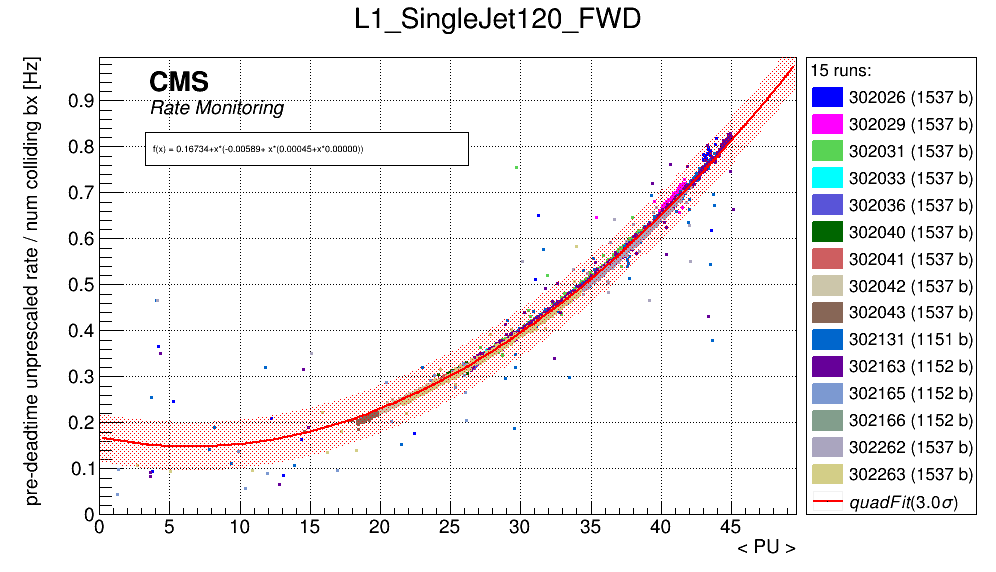 L1_SingleJet120_FWD
pre-deadtime unprescaled rate / num colliding bx [Hz]
CMS
Rate Monitoring
f(x) = 0.16734+x*(-0.00589+ x*(0.00045+x*0.00000))
0.9
0.8
0.7
0.6
0.5
0.4
0.3
0.2
0.1
0
0 5 10 15 20 25 30 35 40 45
< PU >
15 runs:
302026 (1537 b)
302029 (1537 b)
302031 (1537 b)
302033 (1537 b)
302036 (1537 b)
302040 (1537 b)
302041 (1537 b)
302042 (1537 b)
302043 (1537 b)
302131 (1151 b)
302163 (1152 b)
302165 (1152 b)
302166 (1152 b)
302262 (1537 b)
302263 (1537 b)
quadFit(3.0σ)